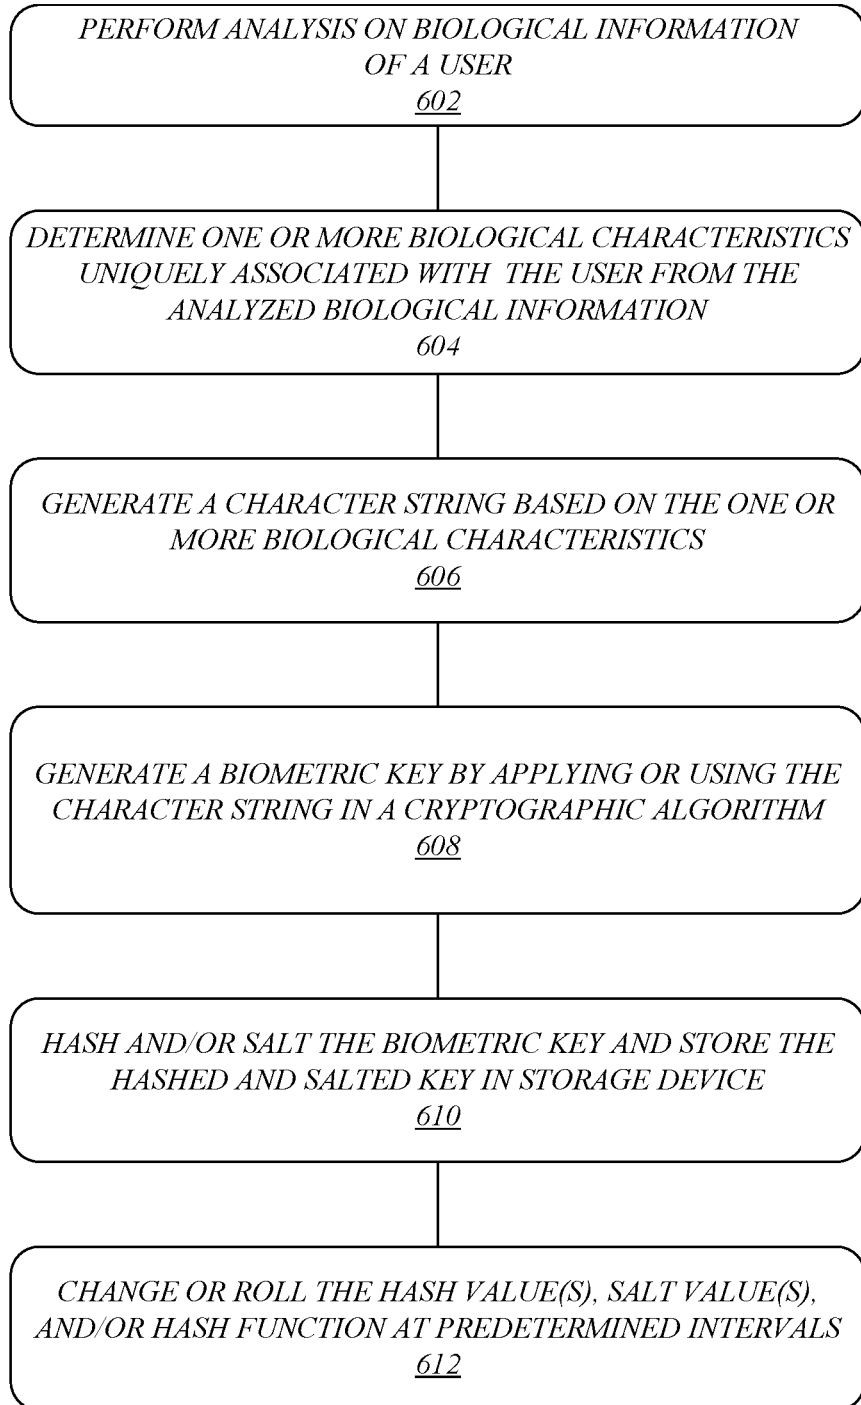 PERFORM ANALYSIS ON BIOLOGICAL INFORMATION
OF A USER
602
DETERMINE ONE OR MORE BIOLOGICAL CHARACTERISTICS
UNIQUELY ASSOCIATED WITH THE USER FROM THE
ANALYZED BIOLOGICAL INFORMATION
604
GENERATE A CHARACTER STRING BASED ON THE ONE OR
MORE BIOLOGICAL CHARACTERISTICS
606
GENERATE A BIOMETRIC KEY BY APPLYING OR USING THE
CHARACTER STRING IN A CRYPTOGRAPHIC ALGORITHM
608
HASH AND/OR SALT THE BIOMETRIC KEY AND STORE THE
HASHED AND SALTED KEY IN STORAGE DEVICE
610
CHANGE OR ROLL THE HASH VALUE(S), SALT VALUE(S),
AND/OR HASH FUNCTION AT PREDETERMINED INTERVALS
612